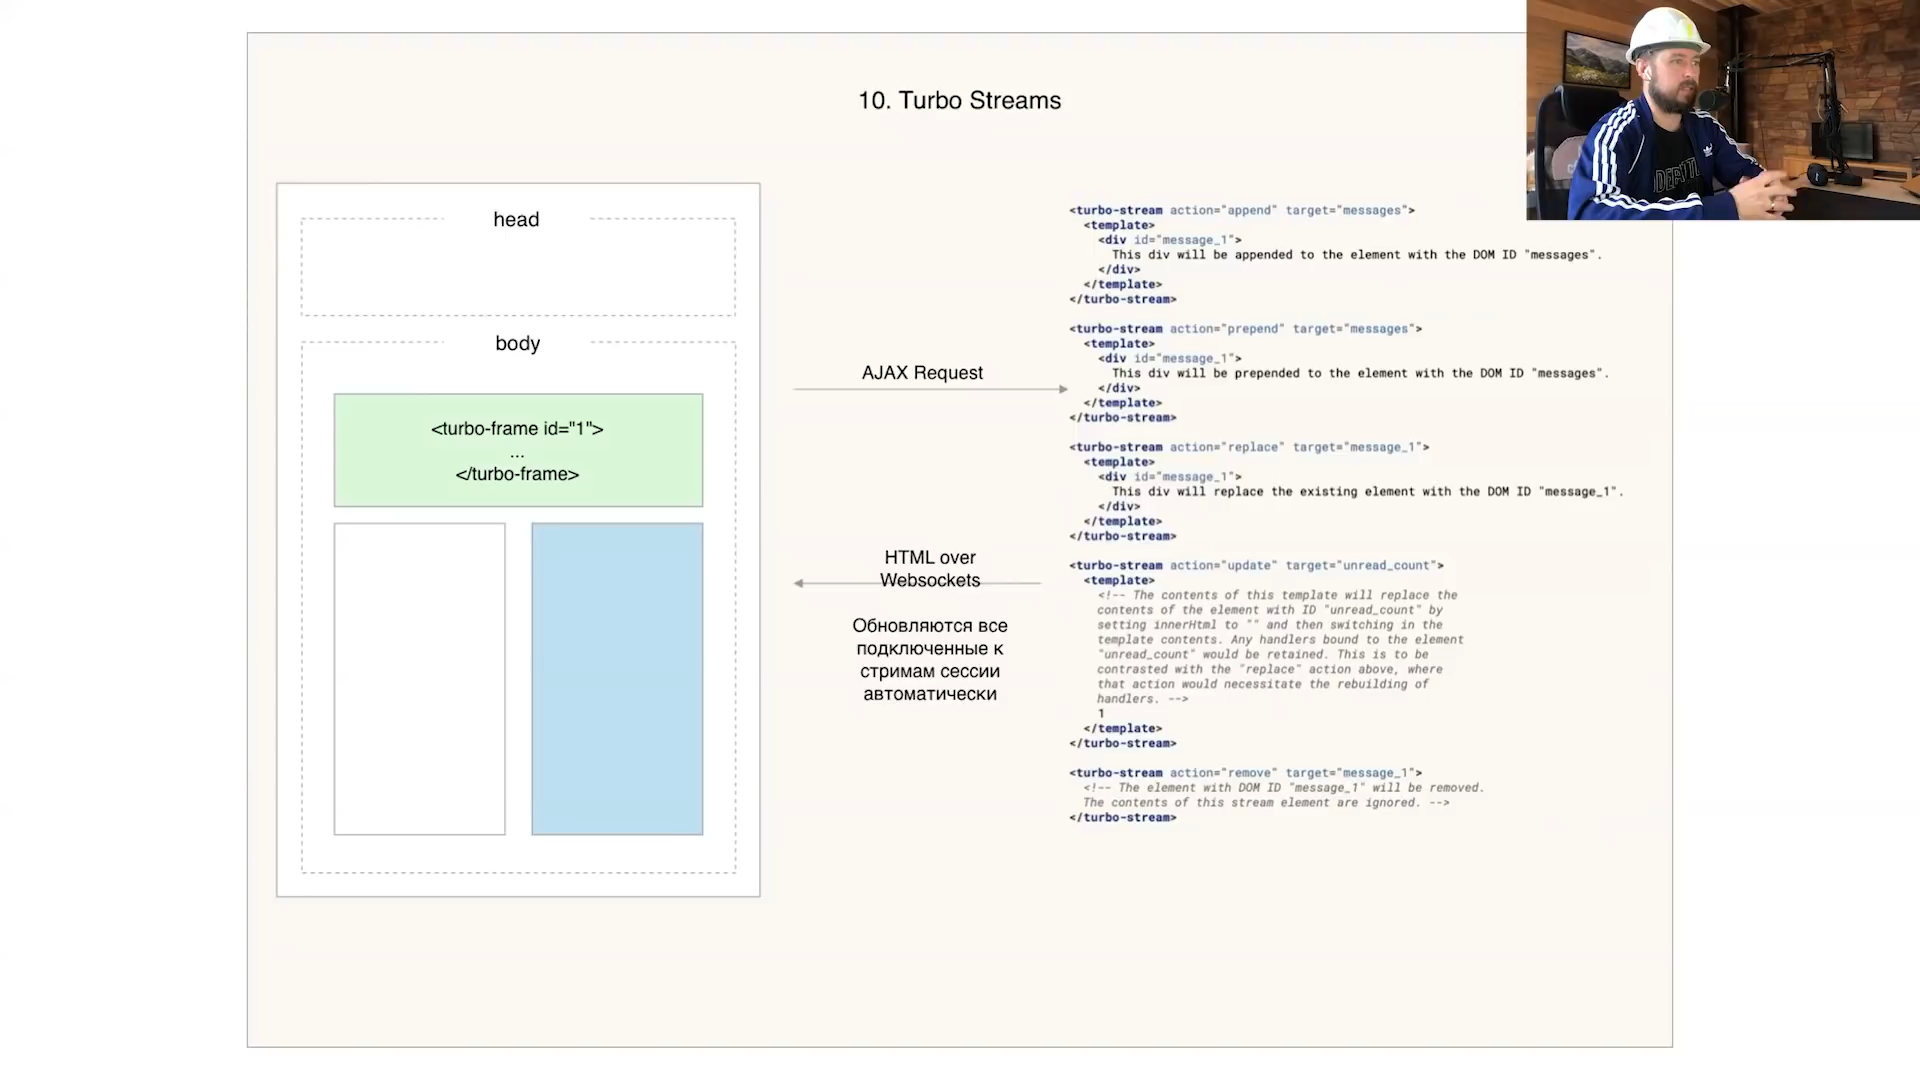 10. Turbo Streams
head
body
<turbo-frame id="1">
...
</turbo-frame>
AJAX Request
HTML over
Websockets
Обновляются все
подключенные к
стримам сессии
автоматически
<turbo-stream action="append" target="messages">
<template>
<div id="message_1">
This div will be appended to the element with the DOM ID "messages".
</div>
</template>
</turbo-stream>
<turbo-stream action="prepend" target="messages">
<template>
<div id="message_1">
This div will be prepended to the element with the DOM ID "messages".
</div>
</template>
</turbo-stream>
<turbo-stream action="replace" target="message_1">
<template>
<div id="message_1">
This div will replace the existing element with the DOM ID "message_1".
</div>
</template>
</turbo-stream>
<turbo-stream action="update" target="unread_count">
<template>
<!-- The contents of this template will replace the
contents of the element with ID "unread_count" by
setting innerHtml to "" and then switching in the
template contents. Any handlers bound to the element
"unread_count" would be retained. This is to be
contrasted with the "replace" action above, where
that action would necessitate the rebuilding of
handlers. -->
1
</template>
</turbo-stream>
<turbo-stream action="remove" target="message_1">
<!-- The element with DOM ID "message_1" will be removed.
The contents of this stream element are ignored. -->
</turbo-stream>